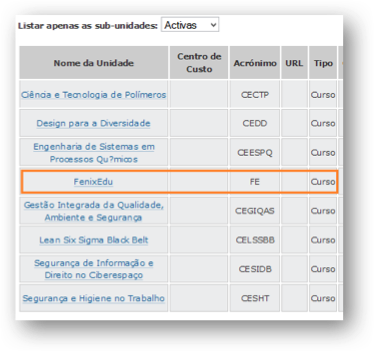 Listar apenas as sub-unidades: Activas
Nome da Unidade Centro de Custo Acrónimo URL Tipo
Ciência e Tecnologia de Polímeros CECTP Curso
Design para a Diversidade CEDD Curso
Engenharia de Sistemas em
Processos Qu?micos CEESPQ Curso
FenixEdu FE Curso
Gestão Integrada da Qualidade,
Ambiente e Segurança CEGIQAS Curso
Lean Six Sigma Black Belt CELSSBB Curso
Segurança de Informação e
Direito no Ciberespaço CESIDB Curso
Segurança e Higiene no Trabalho CESHT Curso